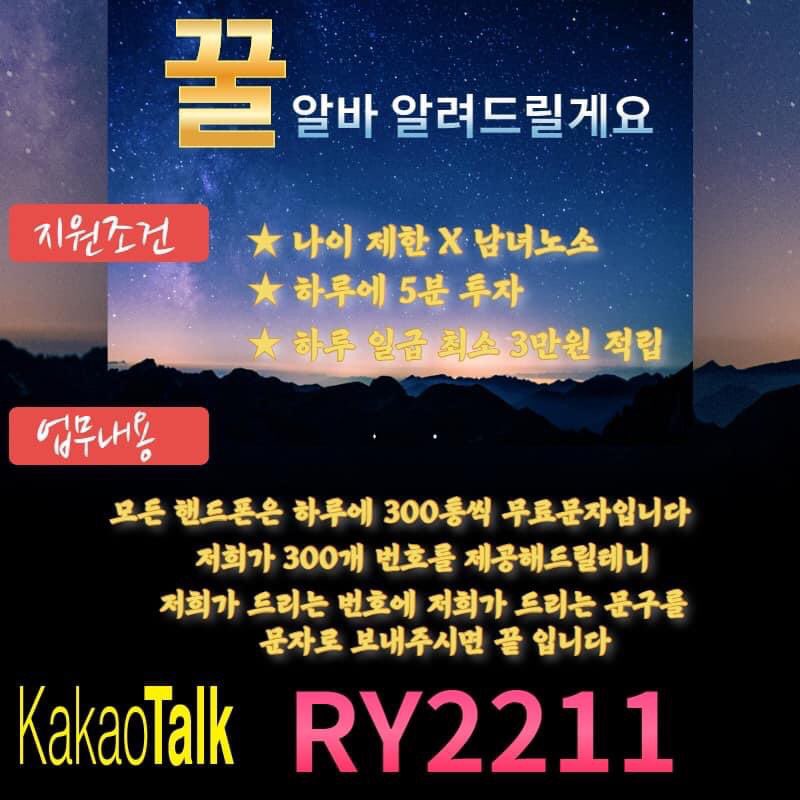 꿀 알바 알려드릴게요
지원조건
★ 나이 제한 X 남녀노소
★ 하루에 5분 투자
★ 하루 일급 최소 3만원 적립
업무내용
모든 핸드폰은 하루에 300통씩 무료문자입니다
저희가 300개 번호를 제공해드릴테니
저희가 드리는 번호에 저희가 드리는 문구를
문자로 보내주시면 끝 입니다
KakaoTalk RY2211